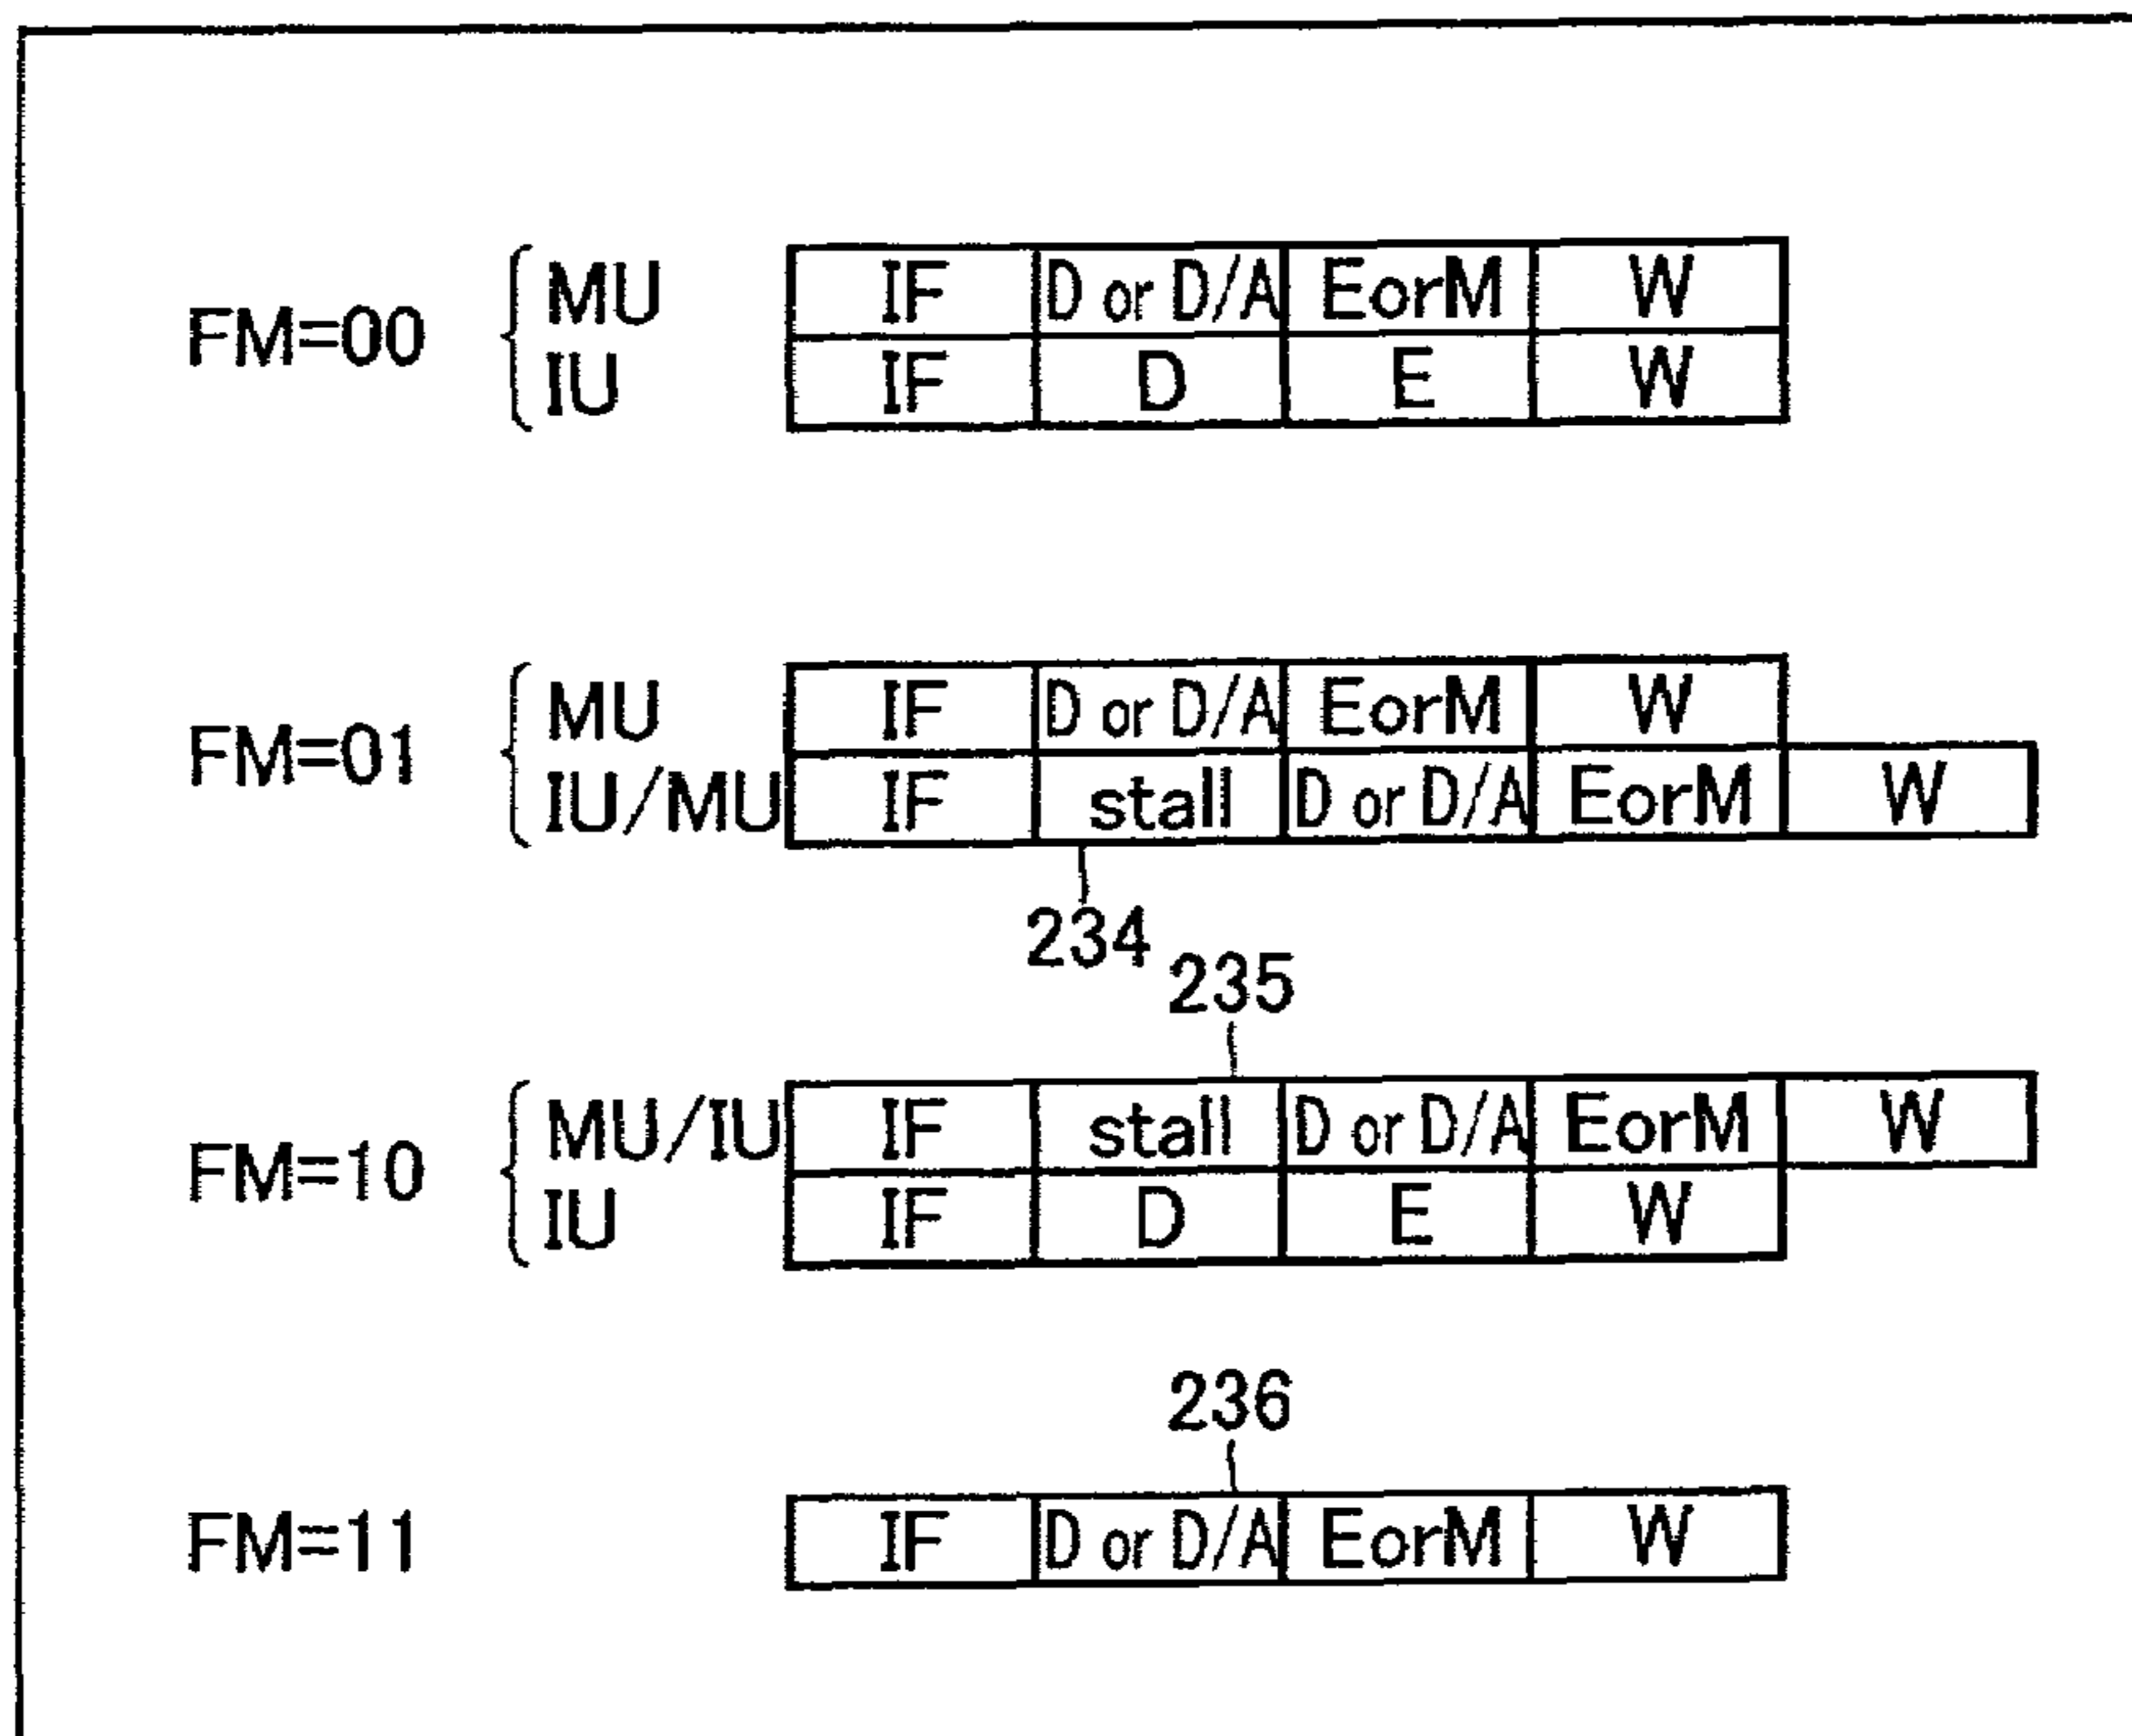 MU IF D or D/A EorM W
FM=00
IU IF D E W
MU IF D or D/A EorM W
FM=01
IU/MU IF stall D or D/A EorM W
234
235
MU/IU IF stall D or D/A EorM W
FM=10
IU IF D E W
236
FM=11 IF D or D/A EorM W